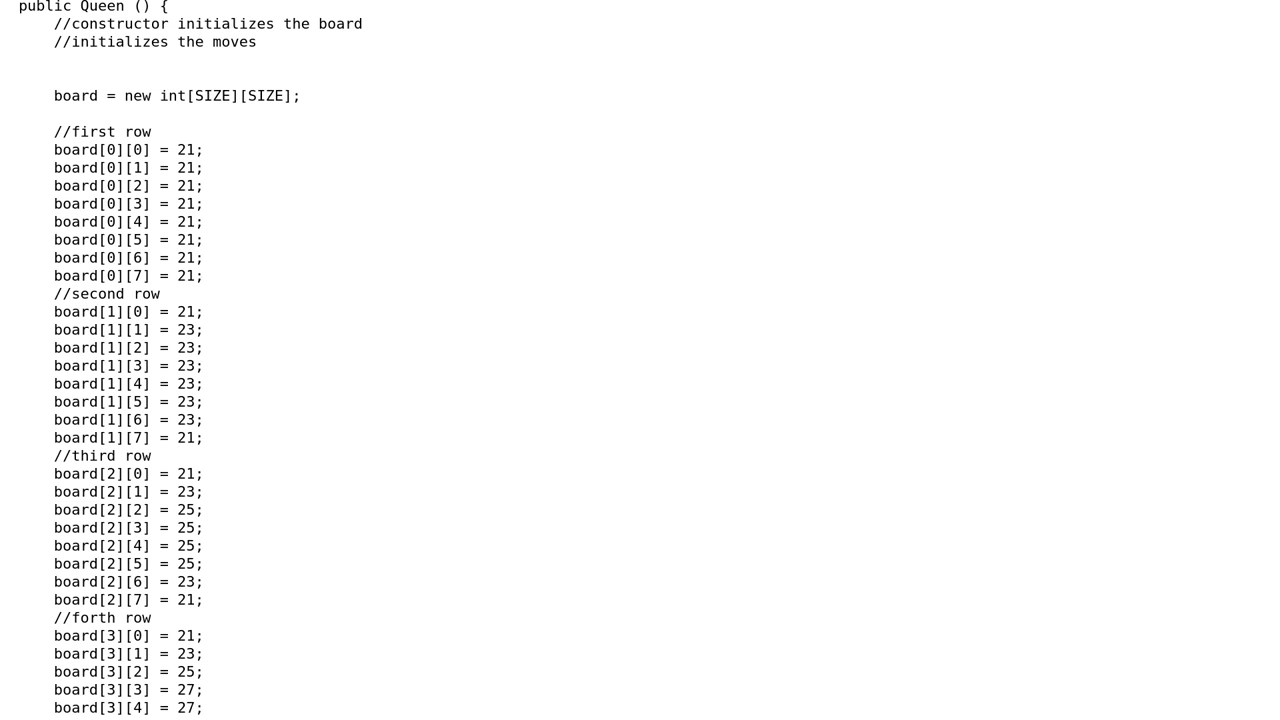 public Queen () {
//constructor initializes the board
//initializes the moves
board = new int[SIZE][SIZE];
//first row
board[0][0] = 21;
board[0][1] = 21;
board[0][2] = 21;
board[0][3] = 21;
board[0][4] = 21;
board[0][5] = 21;
board[0][6] = 21;
board[0][7] = 21;
//second row
board[1][0] = 21;
board[1][1] = 23;
board[1][2] = 23;
board[1][3] = 23;
board[1][4] = 23;
board[1][5] = 23;
board[1][6] = 23;
board[1][7] = 21;
//third row
board[2][0] = 21;
board[2][1] = 23;
board[2][2] = 25;
board[2][3] = 25;
board[2][4] = 25;
board[2][5] = 25;
board[2][6] = 23;
board[2][7] = 21;
//forth row
board[3][0] = 21;
board[3][1] = 23;
board[3][2] = 25;
board[3][3] = 27;
board[3][4] = 27;